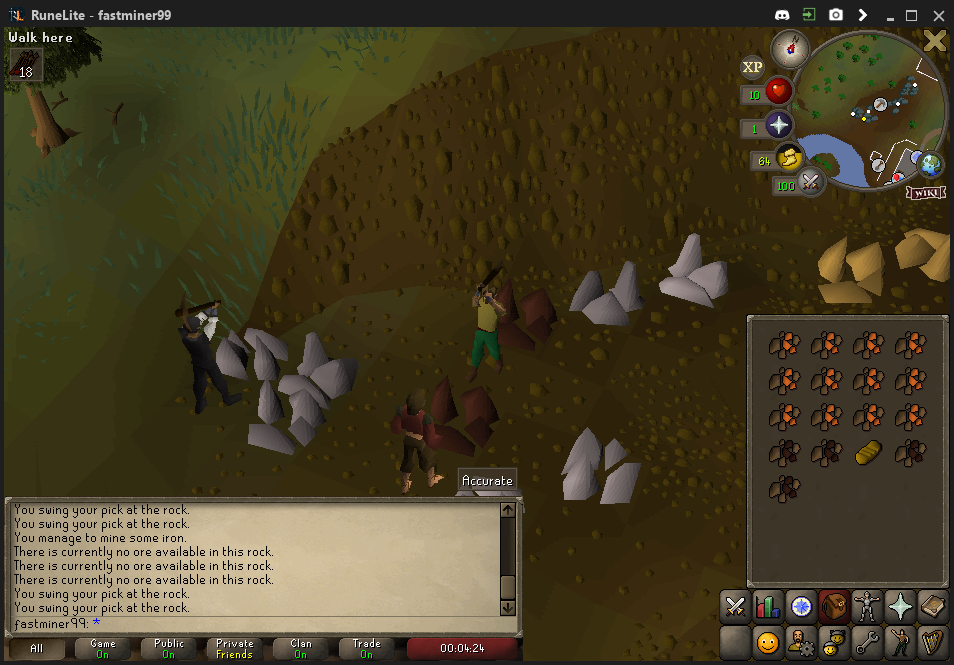 RuneLite - fastminer99
Walk here
18
XP
10
1
64
100
WIKI
Accurate
You swing your pick at the rock.
You swing your pick at the rock.
You manage to mine some iron.
There is currently no ore available in this rock.
There is currently no ore available in this rock.
There is currently no ore available in this rock.
You swing your pick at the rock.
You swing your pick at the rock.
fastminer99: *
All
Game
On
Public
On
Private
Friends
Clan
On
Trade
On
00:04:24